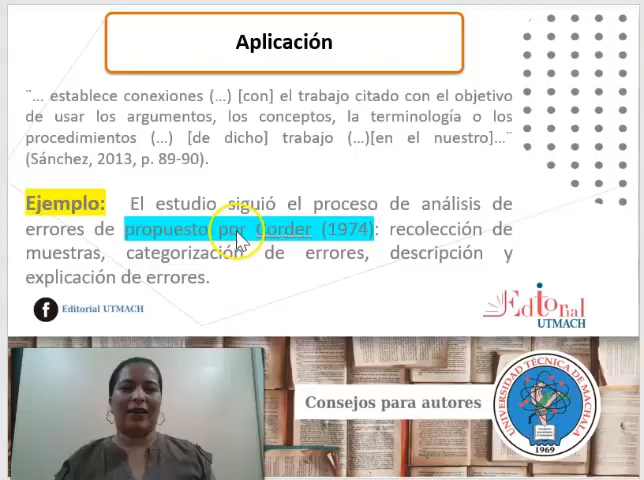 Aplicación
¨... establece conexiones (...) [con] el trabajo citado con el objetivo
de usar los argumentos, los conceptos, la terminología o los
procedimientos (...) [de dicho] trabajo (...)[en el nuestro]...¨
(Sánchez, 2013, p. 89-90).
Ejemplo: El estudio siguió el proceso de análisis de
errores de propuesto por Corder (1974): recolección de
muestras, categorización de errores, descripción y
explicación de errores.
f Editorial UTMACH
Editorial
UTMACH
Consejos para autores
UNIVERSIDAD TÉCNICA DE MACHALA
1969